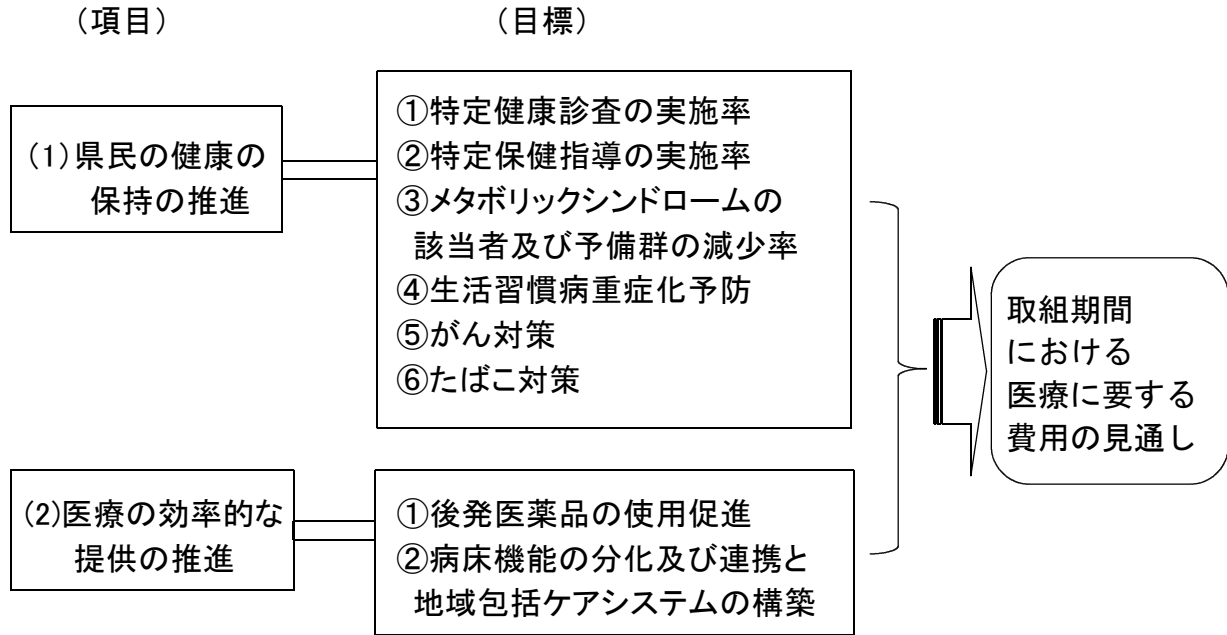 （項目）
（目標）
(1)県民の健康の
保持の推進
①特定健康診査の実施率
②特定保健指導の実施率
③メタボリックシンドロームの
該当者及び予備群の減少率
④生活習慣病重症化予防
⑤がん対策
⑥たばこ対策
(2)医療の効率的な
提供の推進
①後発医薬品の使用促進
②病床機能の分化及び連携と
地域包括ケアシステムの構築
取組期間
における
医療に要する
費用の見通し